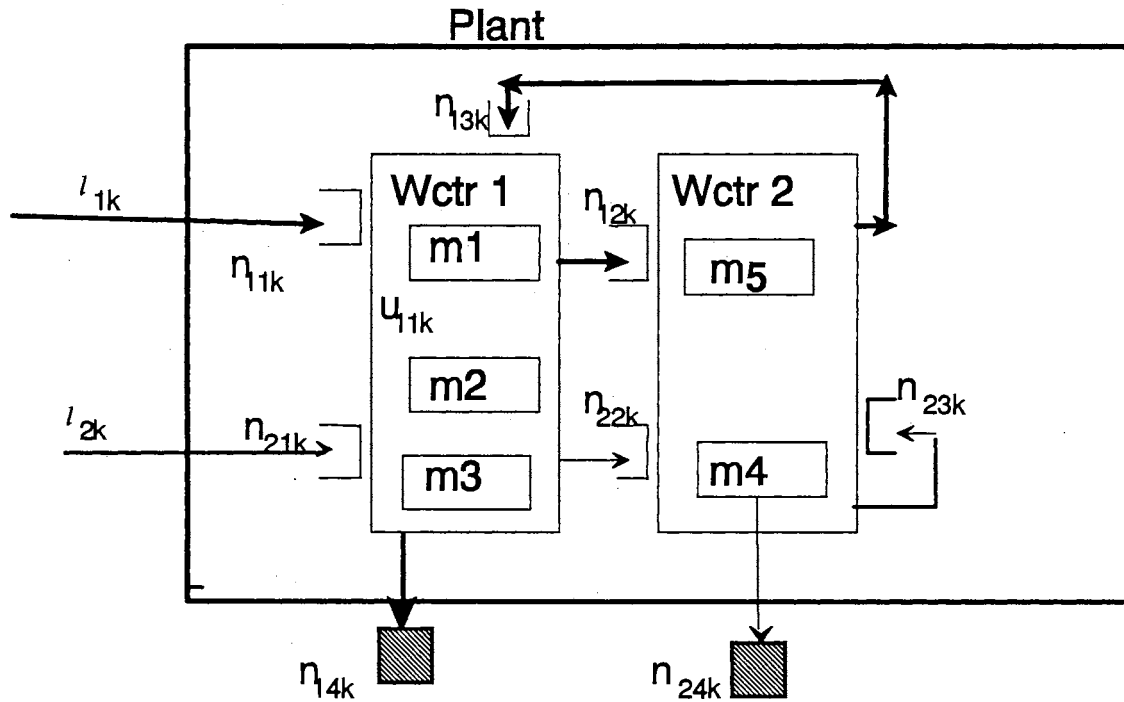 Plant
n13k
l1k
Wctr 1
n12k
Wctr 2
m1
m5
n11k
u11k
m2
n23k
l2k
n21k
n22k
m3
m4
n14k
n24k